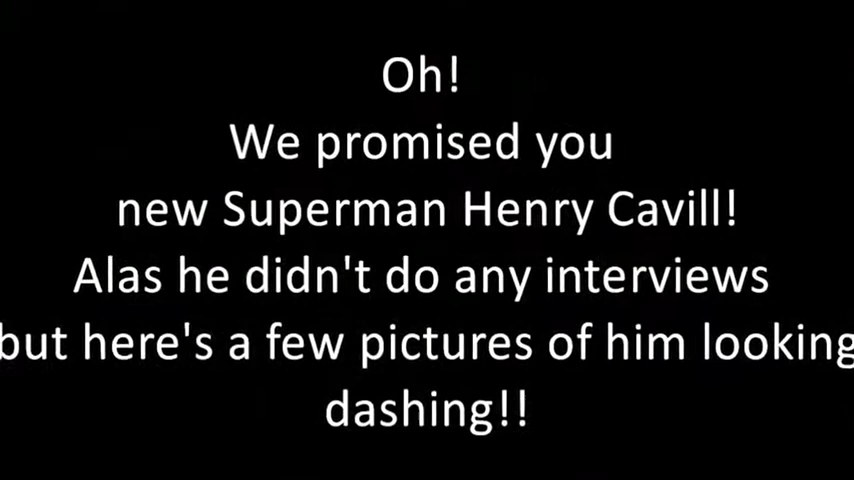 Oh!
We promised you
new Superman Henry Cavill!
Alas he didn't do any interviews
but here's a few pictures of him looking
dashing!!